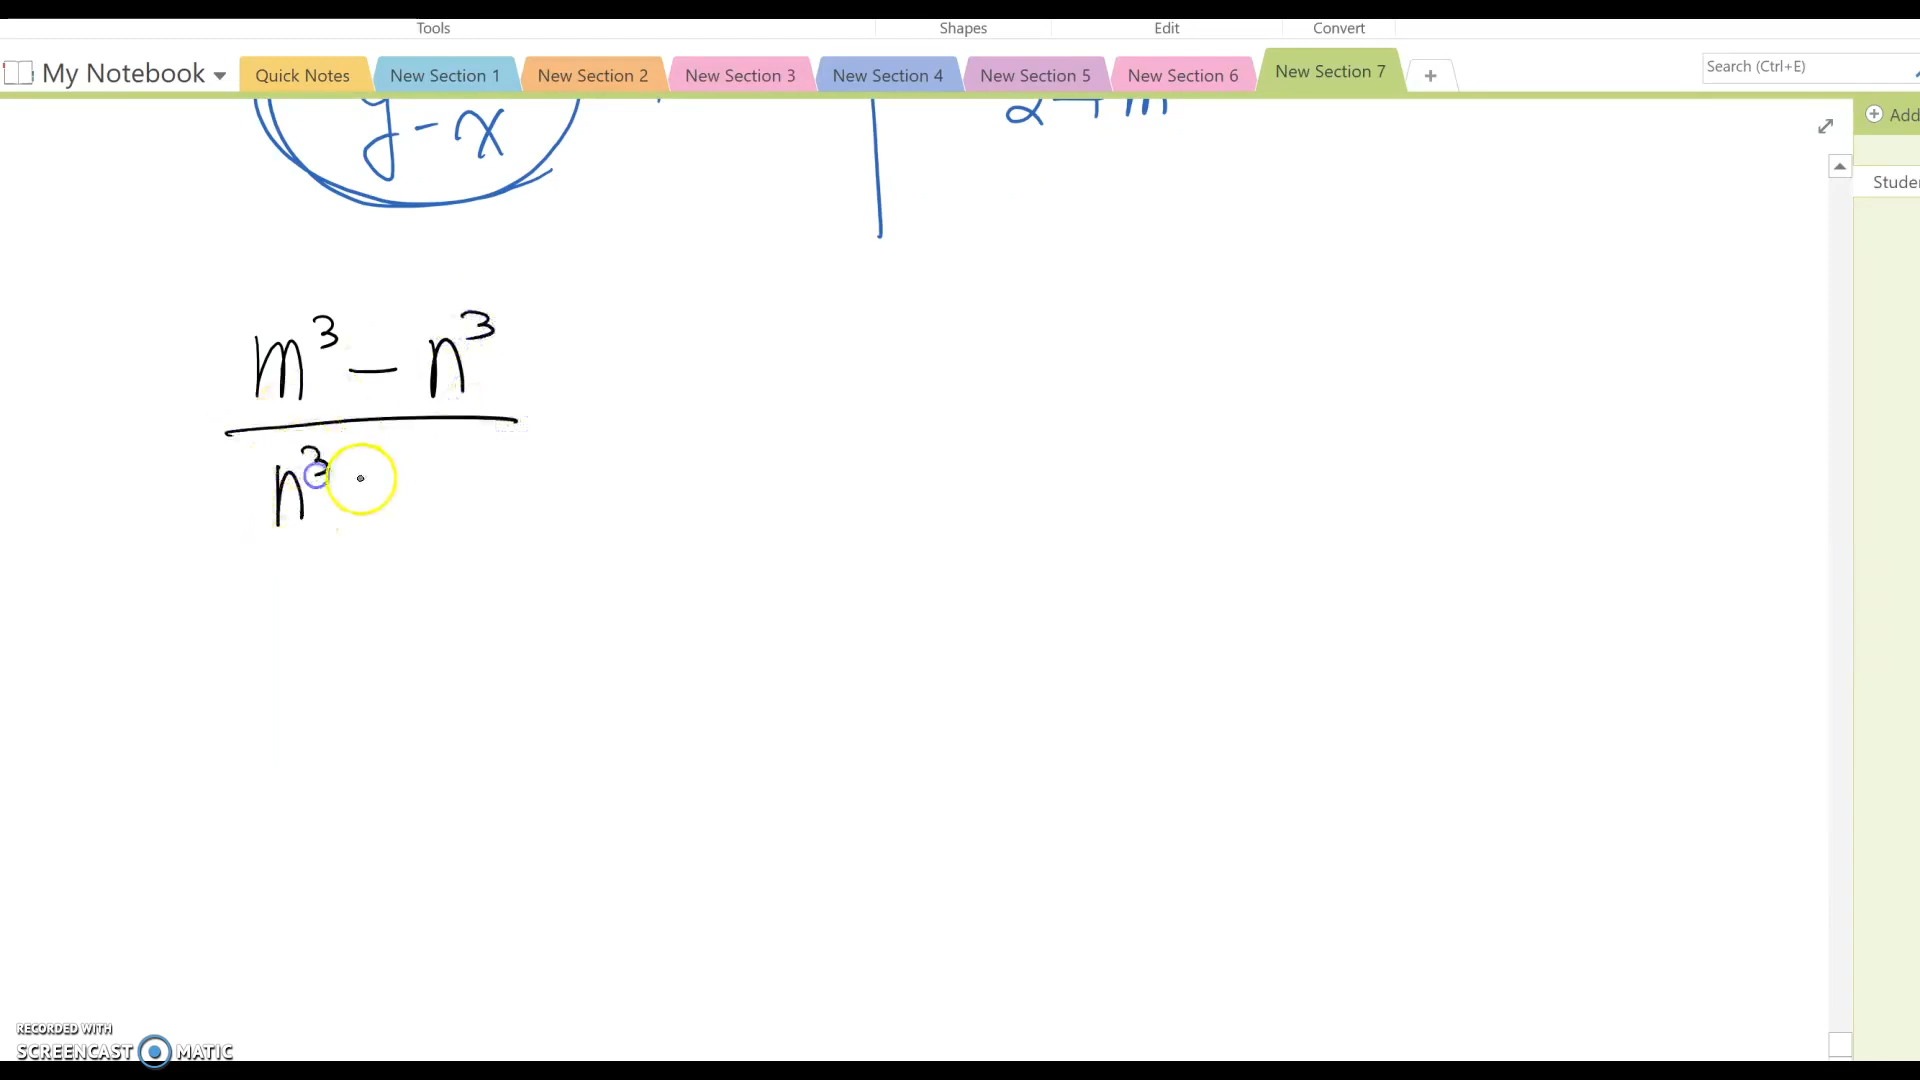 Tools Shapes Edit Convert
My Notebook Quick Notes New Section 1 New Section 2 New Section 3 New Section 4 New Section 5 New Section 6 New Section 7 + Search (Ctrl+E)
Add
y - x
2 + m
Studen
m³ - n³
n³
RECORDED WITH
SCREENCAST MATIC